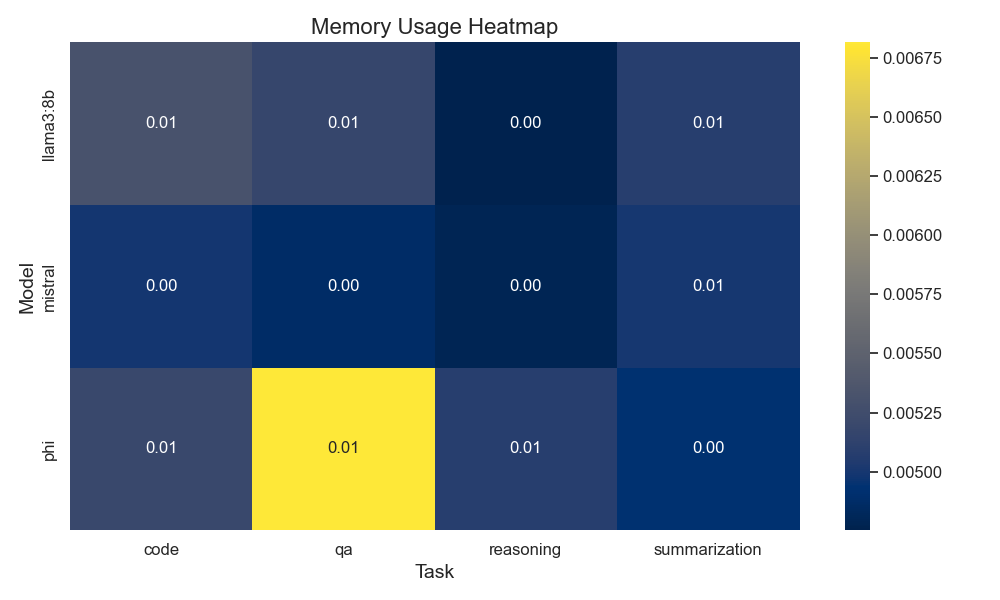 Memory Usage Heatmap
Model
llama3:8b
0.01 0.01 0.00 0.01
mistral
0.00 0.00 0.00 0.01
phi
0.01 0.01 0.01 0.00
code qa reasoning summarization
Task
0.00675
0.00650
0.00625
0.00600
0.00575
0.00550
0.00525
0.00500